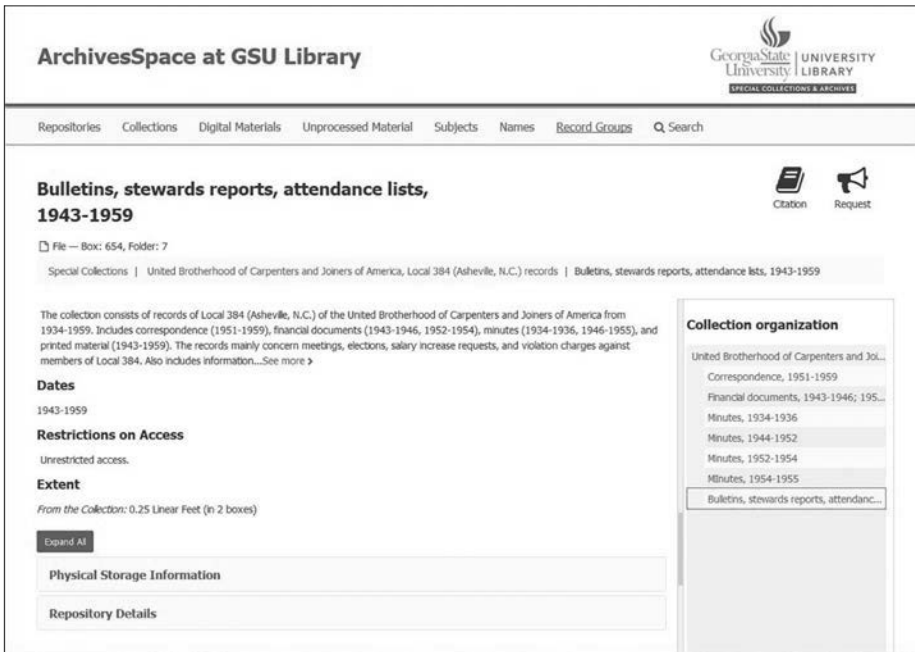 ArchivesSpace at GSU Library
GeorgiaState
University
UNIVERSITY
LIBRARY
SPECIAL COLLECTIONS & ARCHIVES
Repositories Collections Digital Materials Unprocessed Material Subjects Names Record Groups Search
Bulletins, stewards reports, attendance lists,
1943-1959
Citation Request
File — Box: 654, Folder: 7
Special Collections | United Brotherhood of Carpenters and Joiners of America, Local 384 (Asheville, N.C.) records | Bulletins, stewards reports, attendance lists, 1943-1959
The collection consists of records of Local 384 (Asheville, N.C.) of the United Brotherhood of Carpenters and Joiners of America from
1934-1959. Includes correspondence (1951-1959), financial documents (1943-1946, 1952-1954), minutes (1934-1936, 1946-1955), and
printed material (1943-1959). The records mainly concern meetings, elections, salary increase requests, and violation charges against
members of Local 384. Also includes information...See more >
Dates
1943-1959
Restrictions on Access
Unrestricted access.
Extent
From the Collection: 0.25 Linear Feet (in 2 boxes)
Expand All
Physical Storage Information
Repository Details
Collection organization
United Brotherhood of Carpenters and Joi...
Correspondence, 1951-1959
Financial documents, 1943-1946; 195...
Minutes, 1934-1936
Minutes, 1944-1952
Minutes, 1952-1954
MInutes, 1954-1955
Bulletins, stewards reports, attendanc...